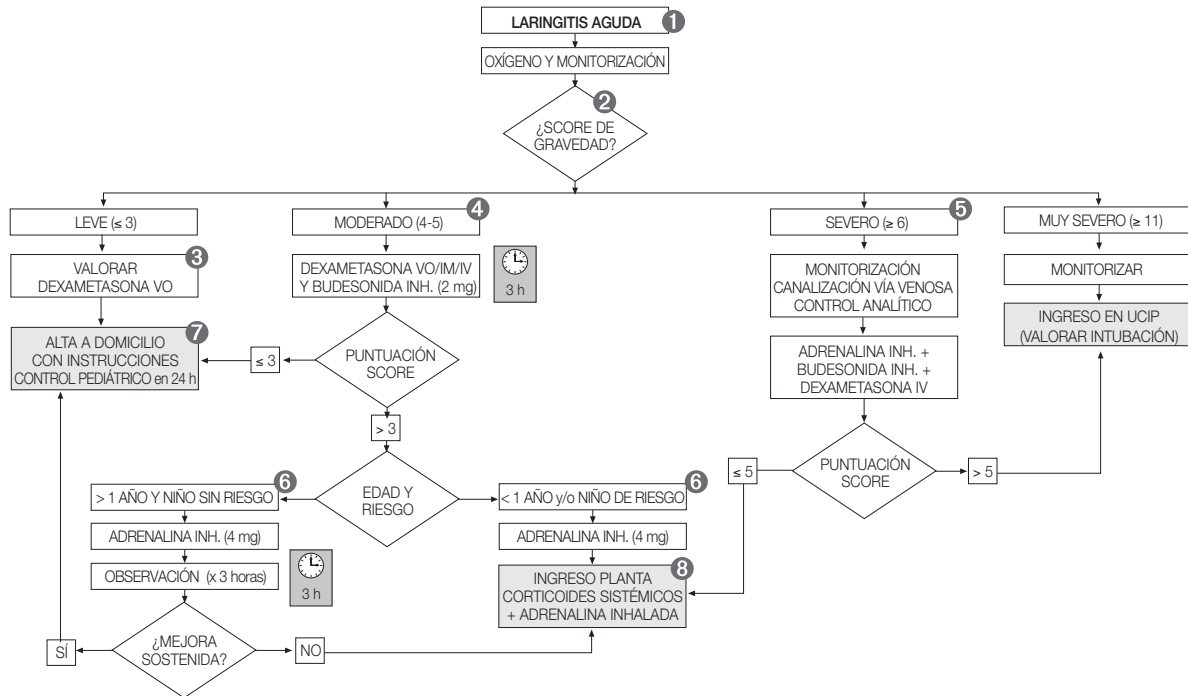 LARINGITIS AGUDA
1
OXÍGENO Y MONITORIZACIÓN
2
¿SCORE DE
GRAVEDAD?
LEVE (≤ 3)
4
MODERADO (4-5)
5
SEVERO (≥ 6)
MUY SEVERO (≥ 11)
3
VALORAR
DEXAMETASONA VO
DEXAMETASONA VO/IM/IV
Y BUDESONIDA INH. (2 mg)
3 h
MONITORIZACIÓN
CANALIZACIÓN VÍA VENOSA
CONTROL ANALÍTICO
MONITORIZAR
INGRESO EN UCIP
(VALORAR INTUBACIÓN)
7
ALTA A DOMICILIO
CON INSTRUCCIONES
CONTROL PEDIÁTRICO en 24 h
≤ 3
PUNTUACIÓN
SCORE
ADRENALINA INH. +
BUDESONIDA INH. +
DEXAMETASONA IV
> 3
≤ 5
PUNTUACIÓN
SCORE
> 5
6
> 1 AÑO Y NIÑO SIN RIESGO
EDAD Y
RIESGO
6
< 1 AÑO y/o NIÑO DE RIESGO
ADRENALINA INH. (4 mg)
ADRENALINA INH. (4 mg)
OBSERVACIÓN (x 3 horas)
3 h
8
INGRESO PLANTA
CORTICOIDES SISTÉMICOS
+ ADRENALINA INHALADA
SÍ
¿MEJORA
SOSTENIDA?
NO